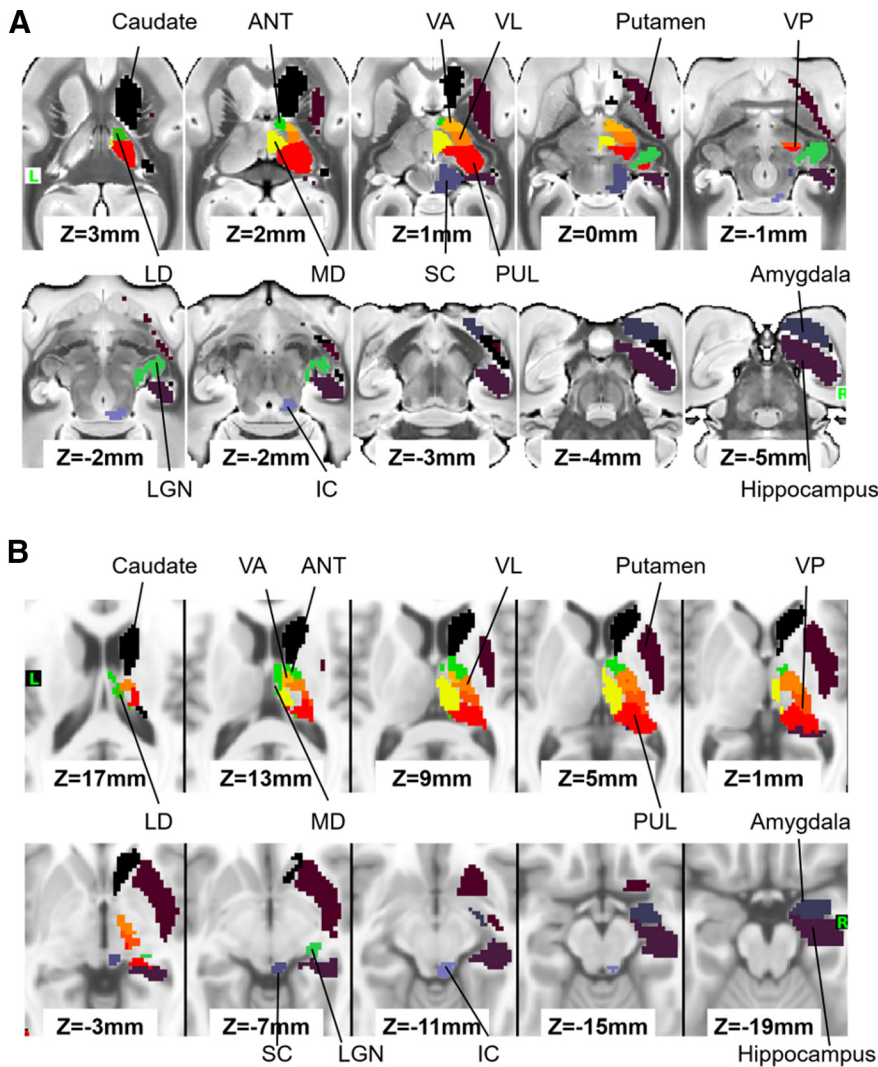 A
Caudate ANT VA VL Putamen VP
L
Z=3mm Z=2mm Z=1mm Z=0mm Z=-1mm
LD MD SC PUL Amygdala
R
Z=-2mm Z=-2mm Z=-3mm Z=-4mm Z=-5mm
LGN IC Hippocampus
B
Caudate VA ANT VL Putamen VP
L
Z=17mm Z=13mm Z=9mm Z=5mm Z=1mm
LD MD PUL Amygdala
R
Z=-3mm Z=-7mm Z=-11mm Z=-15mm Z=-19mm
SC LGN IC Hippocampus